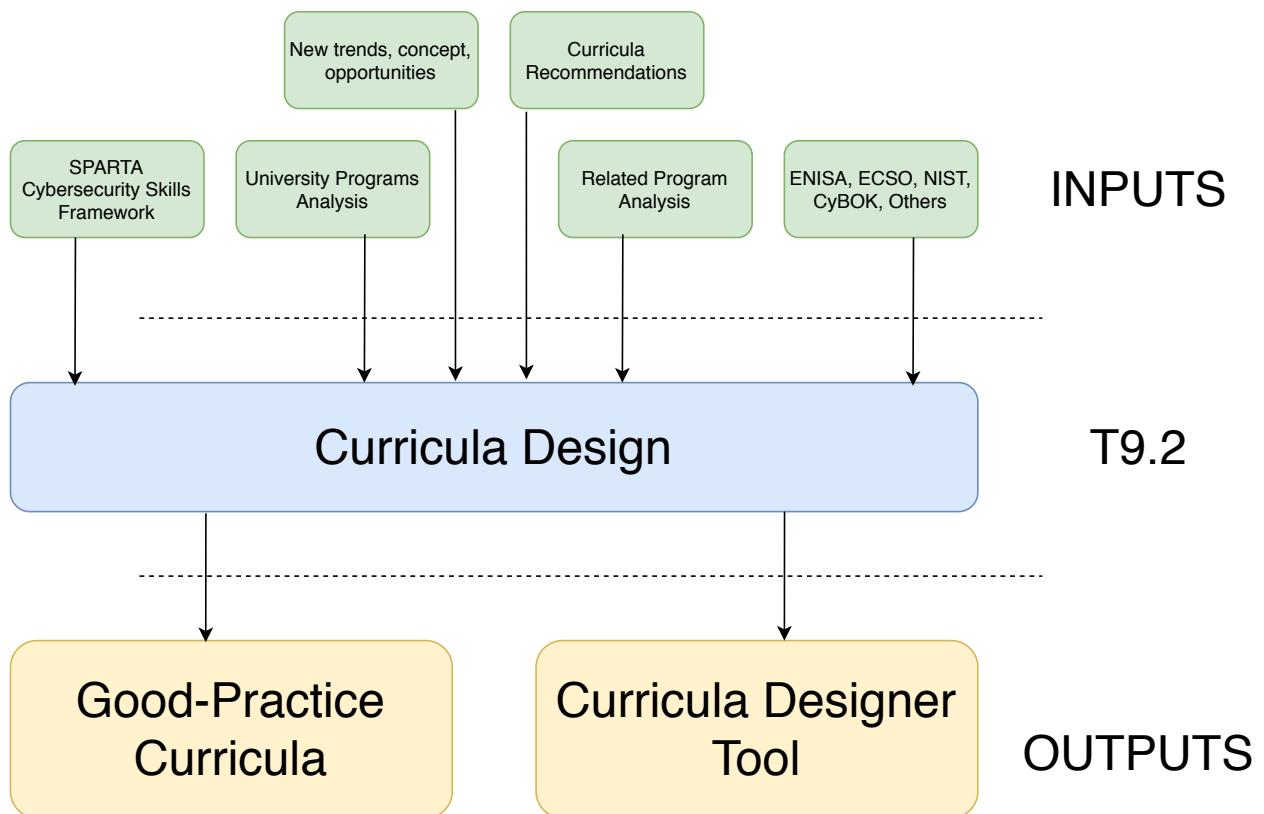 New trends, concept,
opportunities
Curricula
Recommendations
SPARTA
Cybersecurity Skills
Framework
University Programs
Analysis
Related Program
Analysis
ENISA, ECSO, NIST,
CyBOK, Others
INPUTS
Curricula Design
T9.2
Good-Practice
Curricula
Curricula Designer
Tool
OUTPUTS